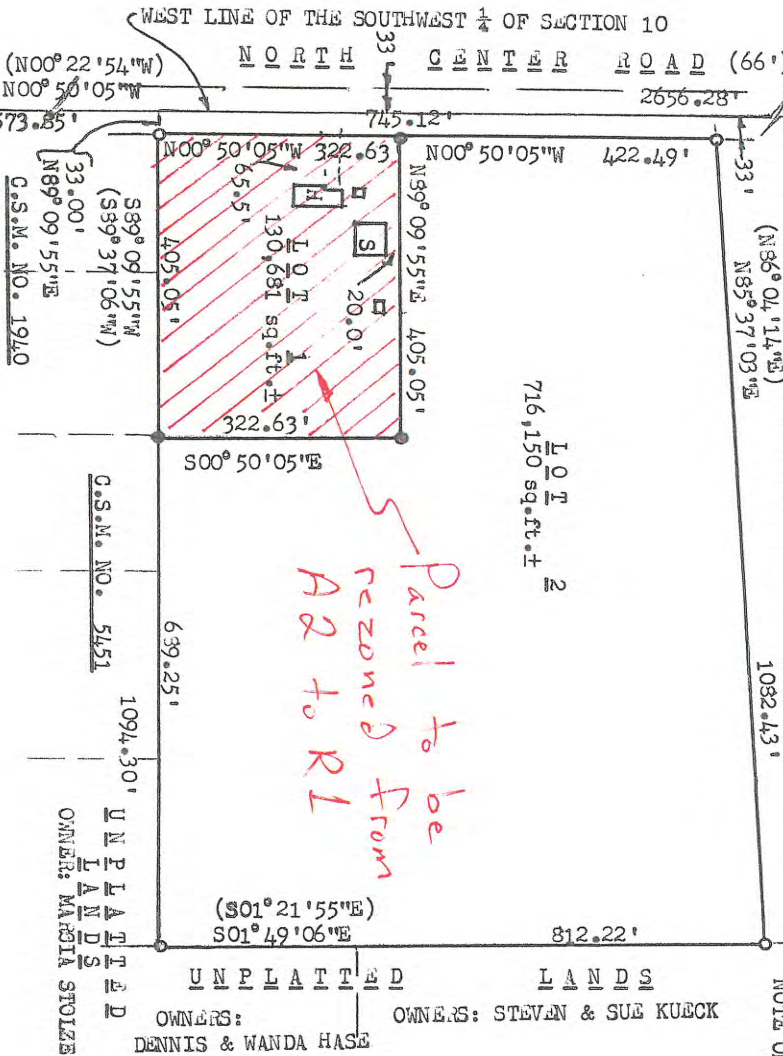 WEST LINE OF THE SOUTHWEST ¼ OF SECTION 10
NORTH CENTER ROAD (66')
33
(N00°22'54"W)
N00°50'05"W
2656.28'
745.12'
N00°50'05"W 322.63
N00°50'05"W 422.49'
33'
33.00'
N89°09'55"E
(N86°04'14"E)
N85°37'03"E
1082.43'
N89°09'55"E 405.05'
H
S
65.5'
20.0'
LOT 1
130,681 sq.ft.±
322.63'
S00°50'05"E
405.05'
S89°09'55"W
(S89°37'06"W)
C.S.M. NO. 1940
LOT 2
716,150 sq.ft.±
Parcel to be
rezoned from
A2 to R1
C.S.M. NO. 5451
689.25'
1094.30'
UNPLATTED
LANDS
OWNER: MARSIA STOLZE
(S01°21'55"E)
S01°49'06"E
812.22'
UNPLATTED LANDS
OWNERS:
DENNIS & WANDA HASE
OWNERS: STEVEN & SUE KUECK